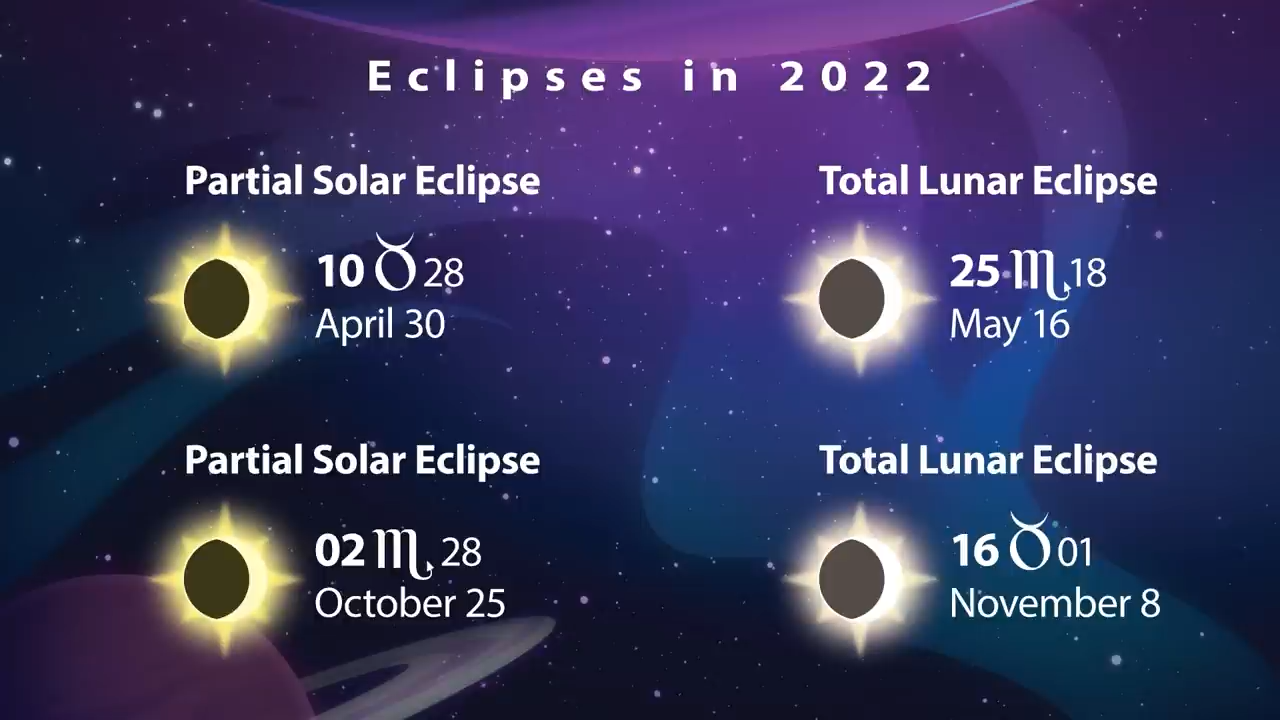 Eclipses in 2022
Partial Solar Eclipse
10 ♉ 28
April 30
Total Lunar Eclipse
25 ♏ 18
May 16
Partial Solar Eclipse
02 ♏ 28
October 25
Total Lunar Eclipse
16 ♉ 01
November 8